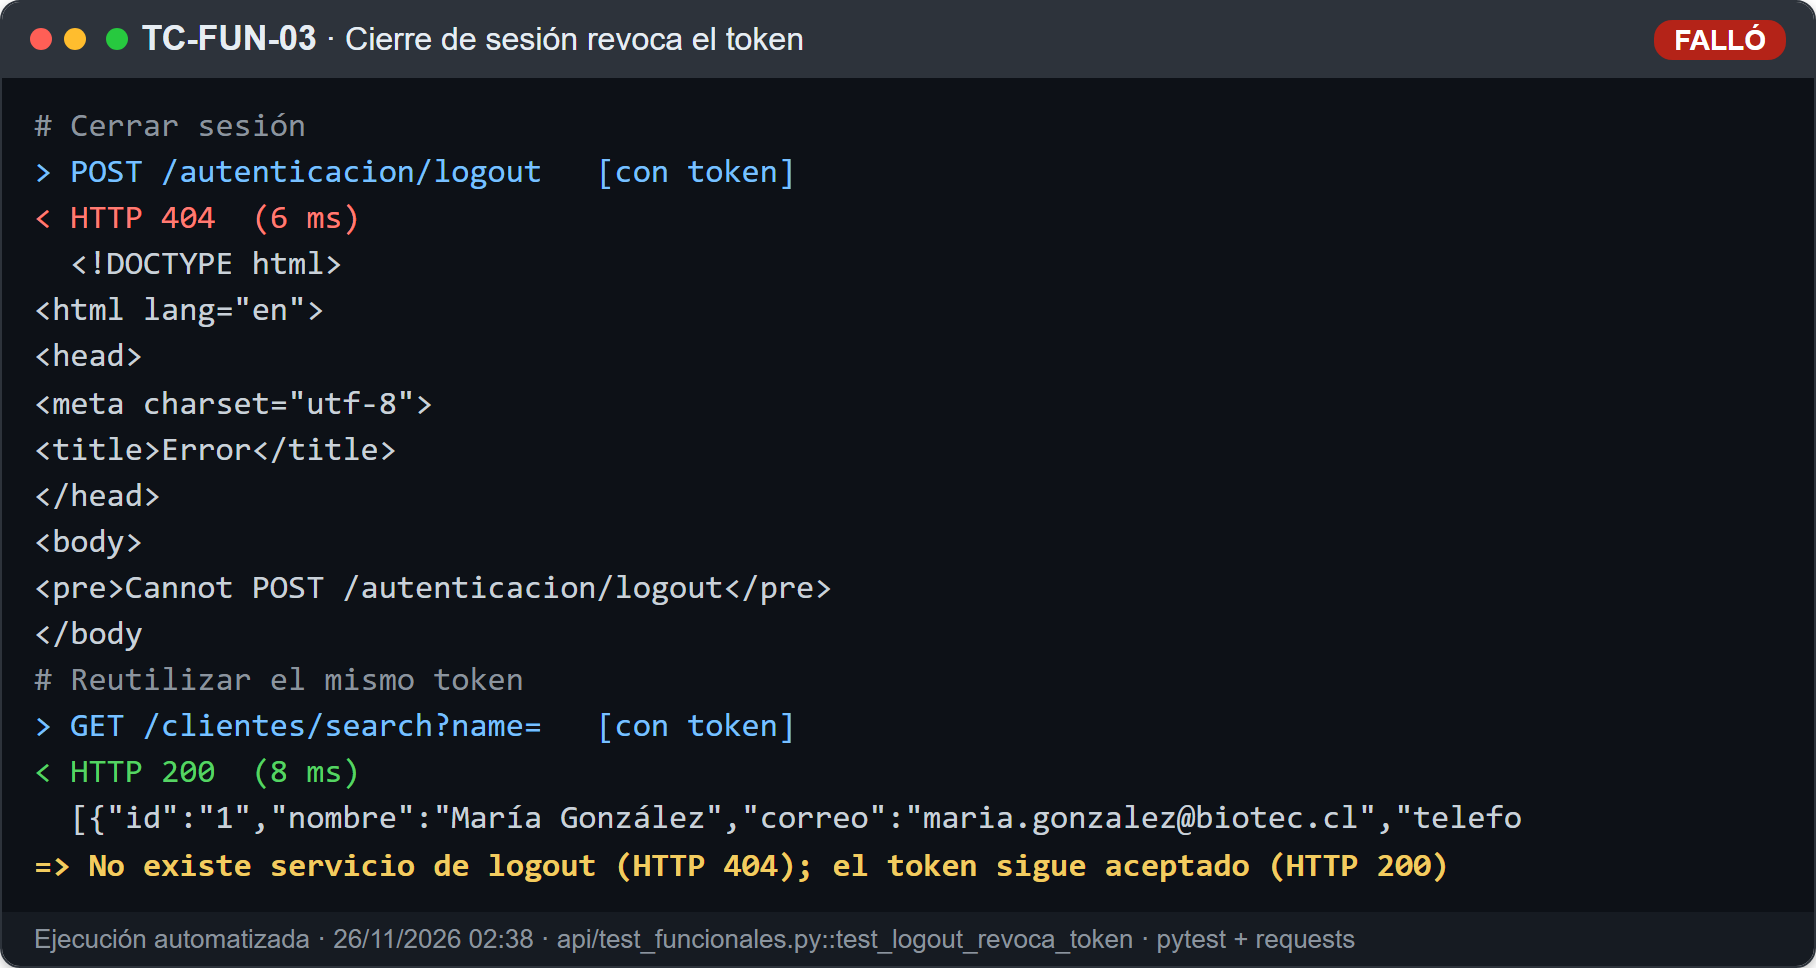 TC-FUN-03 · Cierre de sesión revoca el token
FALLÓ
# Cerrar sesión
> POST /autenticacion/logout   [con token]
< HTTP 404  (6 ms)
  <!DOCTYPE html>
<html lang="en">
<head>
<meta charset="utf-8">
<title>Error</title>
</head>
<body>
<pre>Cannot POST /autenticacion/logout</pre>
</body
# Reutilizar el mismo token
> GET /clientes/search?name=   [con token]
< HTTP 200  (8 ms)
  [{"id":"1","nombre":"María González","correo":"maria.gonzalez@biotec.cl","telefo
=> No existe servicio de logout (HTTP 404); el token sigue aceptado (HTTP 200)
Ejecución automatizada · 26/11/2026 02:38 · api/test_funcionales.py::test_logout_revoca_token · pytest + requests